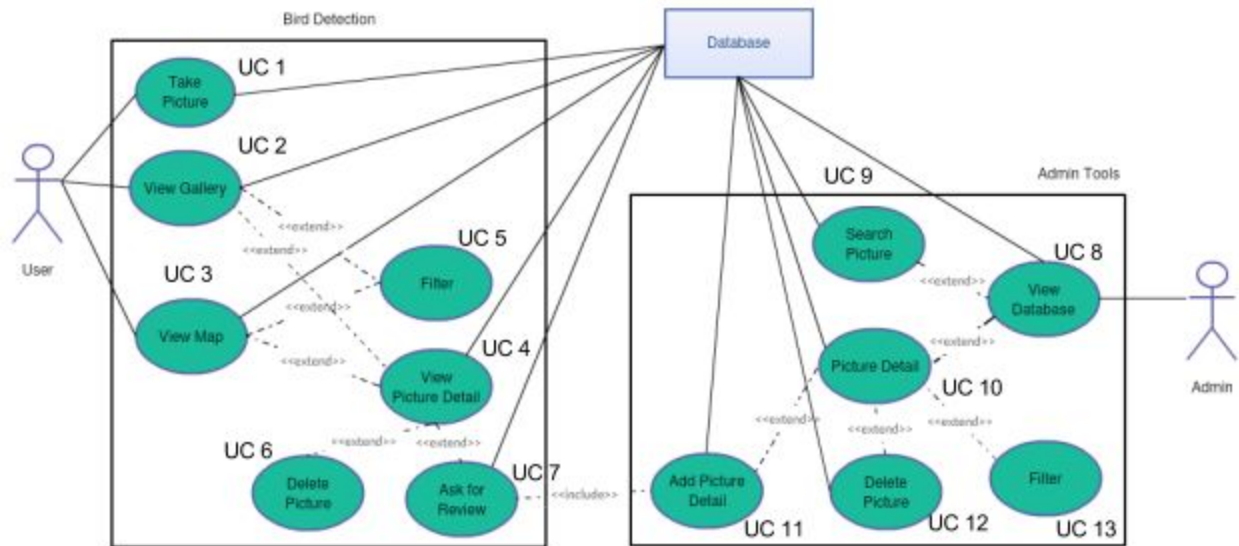 Bird Detection
Database
Take
Picture
UC 1
UC 2
View Gallery
<<extend>>
<<extend>>
UC 5
Filter
UC 3
View Map
<<extend>>
<<extend>>
UC 4
View
Picture Detail
User
<<extend>>
<<extend>>
UC 6
Delete
Picture
UC 7
Ask for
Review
<<include>>
Admin Tools
UC 9
Search
Picture
UC 8
View
Database
<<extend>>
<<extend>>
Picture Detail
UC 10
Admin
<<extend>>
<<extend>>
<<extend>>
Add Picture
Detail
UC 11
Delete
Picture
UC 12
Filter
UC 13